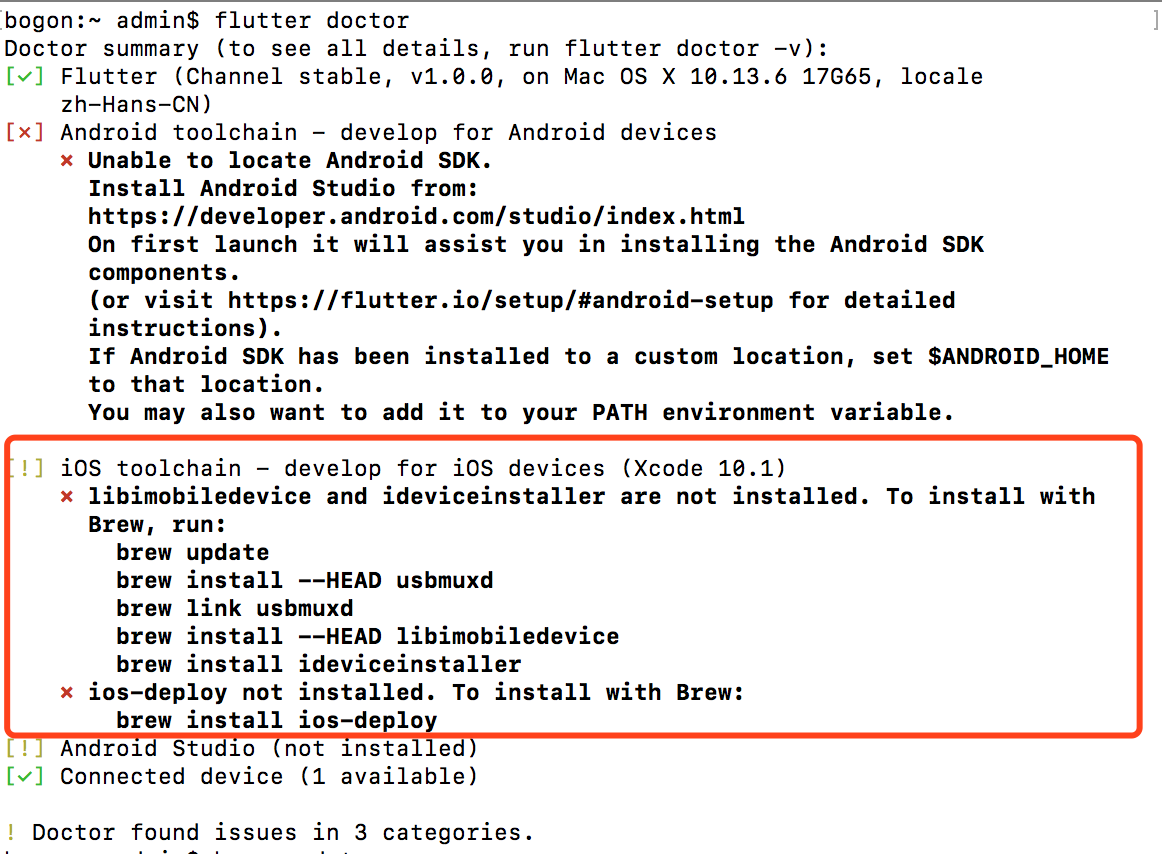 bogon:~ admin$ flutter doctor
Doctor summary (to see all details, run flutter doctor -v):
[✓] Flutter (Channel stable, v1.0.0, on Mac OS X 10.13.6 17G65, locale
zh-Hans-CN)
[✗] Android toolchain - develop for Android devices
✗ Unable to locate Android SDK.
Install Android Studio from:
https://developer.android.com/studio/index.html
On first launch it will assist you in installing the Android SDK
components.
(or visit https://flutter.io/setup/#android-setup for detailed
instructions).
If Android SDK has been installed to a custom location, set $ANDROID_HOME
to that location.
You may also want to add it to your PATH environment variable.
[!] iOS toolchain - develop for iOS devices (Xcode 10.1)
✗ libimobiledevice and ideviceinstaller are not installed. To install with
Brew, run:
brew update
brew install --HEAD usbmuxd
brew link usbmuxd
brew install --HEAD libimobiledevice
brew install ideviceinstaller
✗ ios-deploy not installed. To install with Brew:
brew install ios-deploy
[!] Android Studio (not installed)
[✓] Connected device (1 available)
! Doctor found issues in 3 categories.